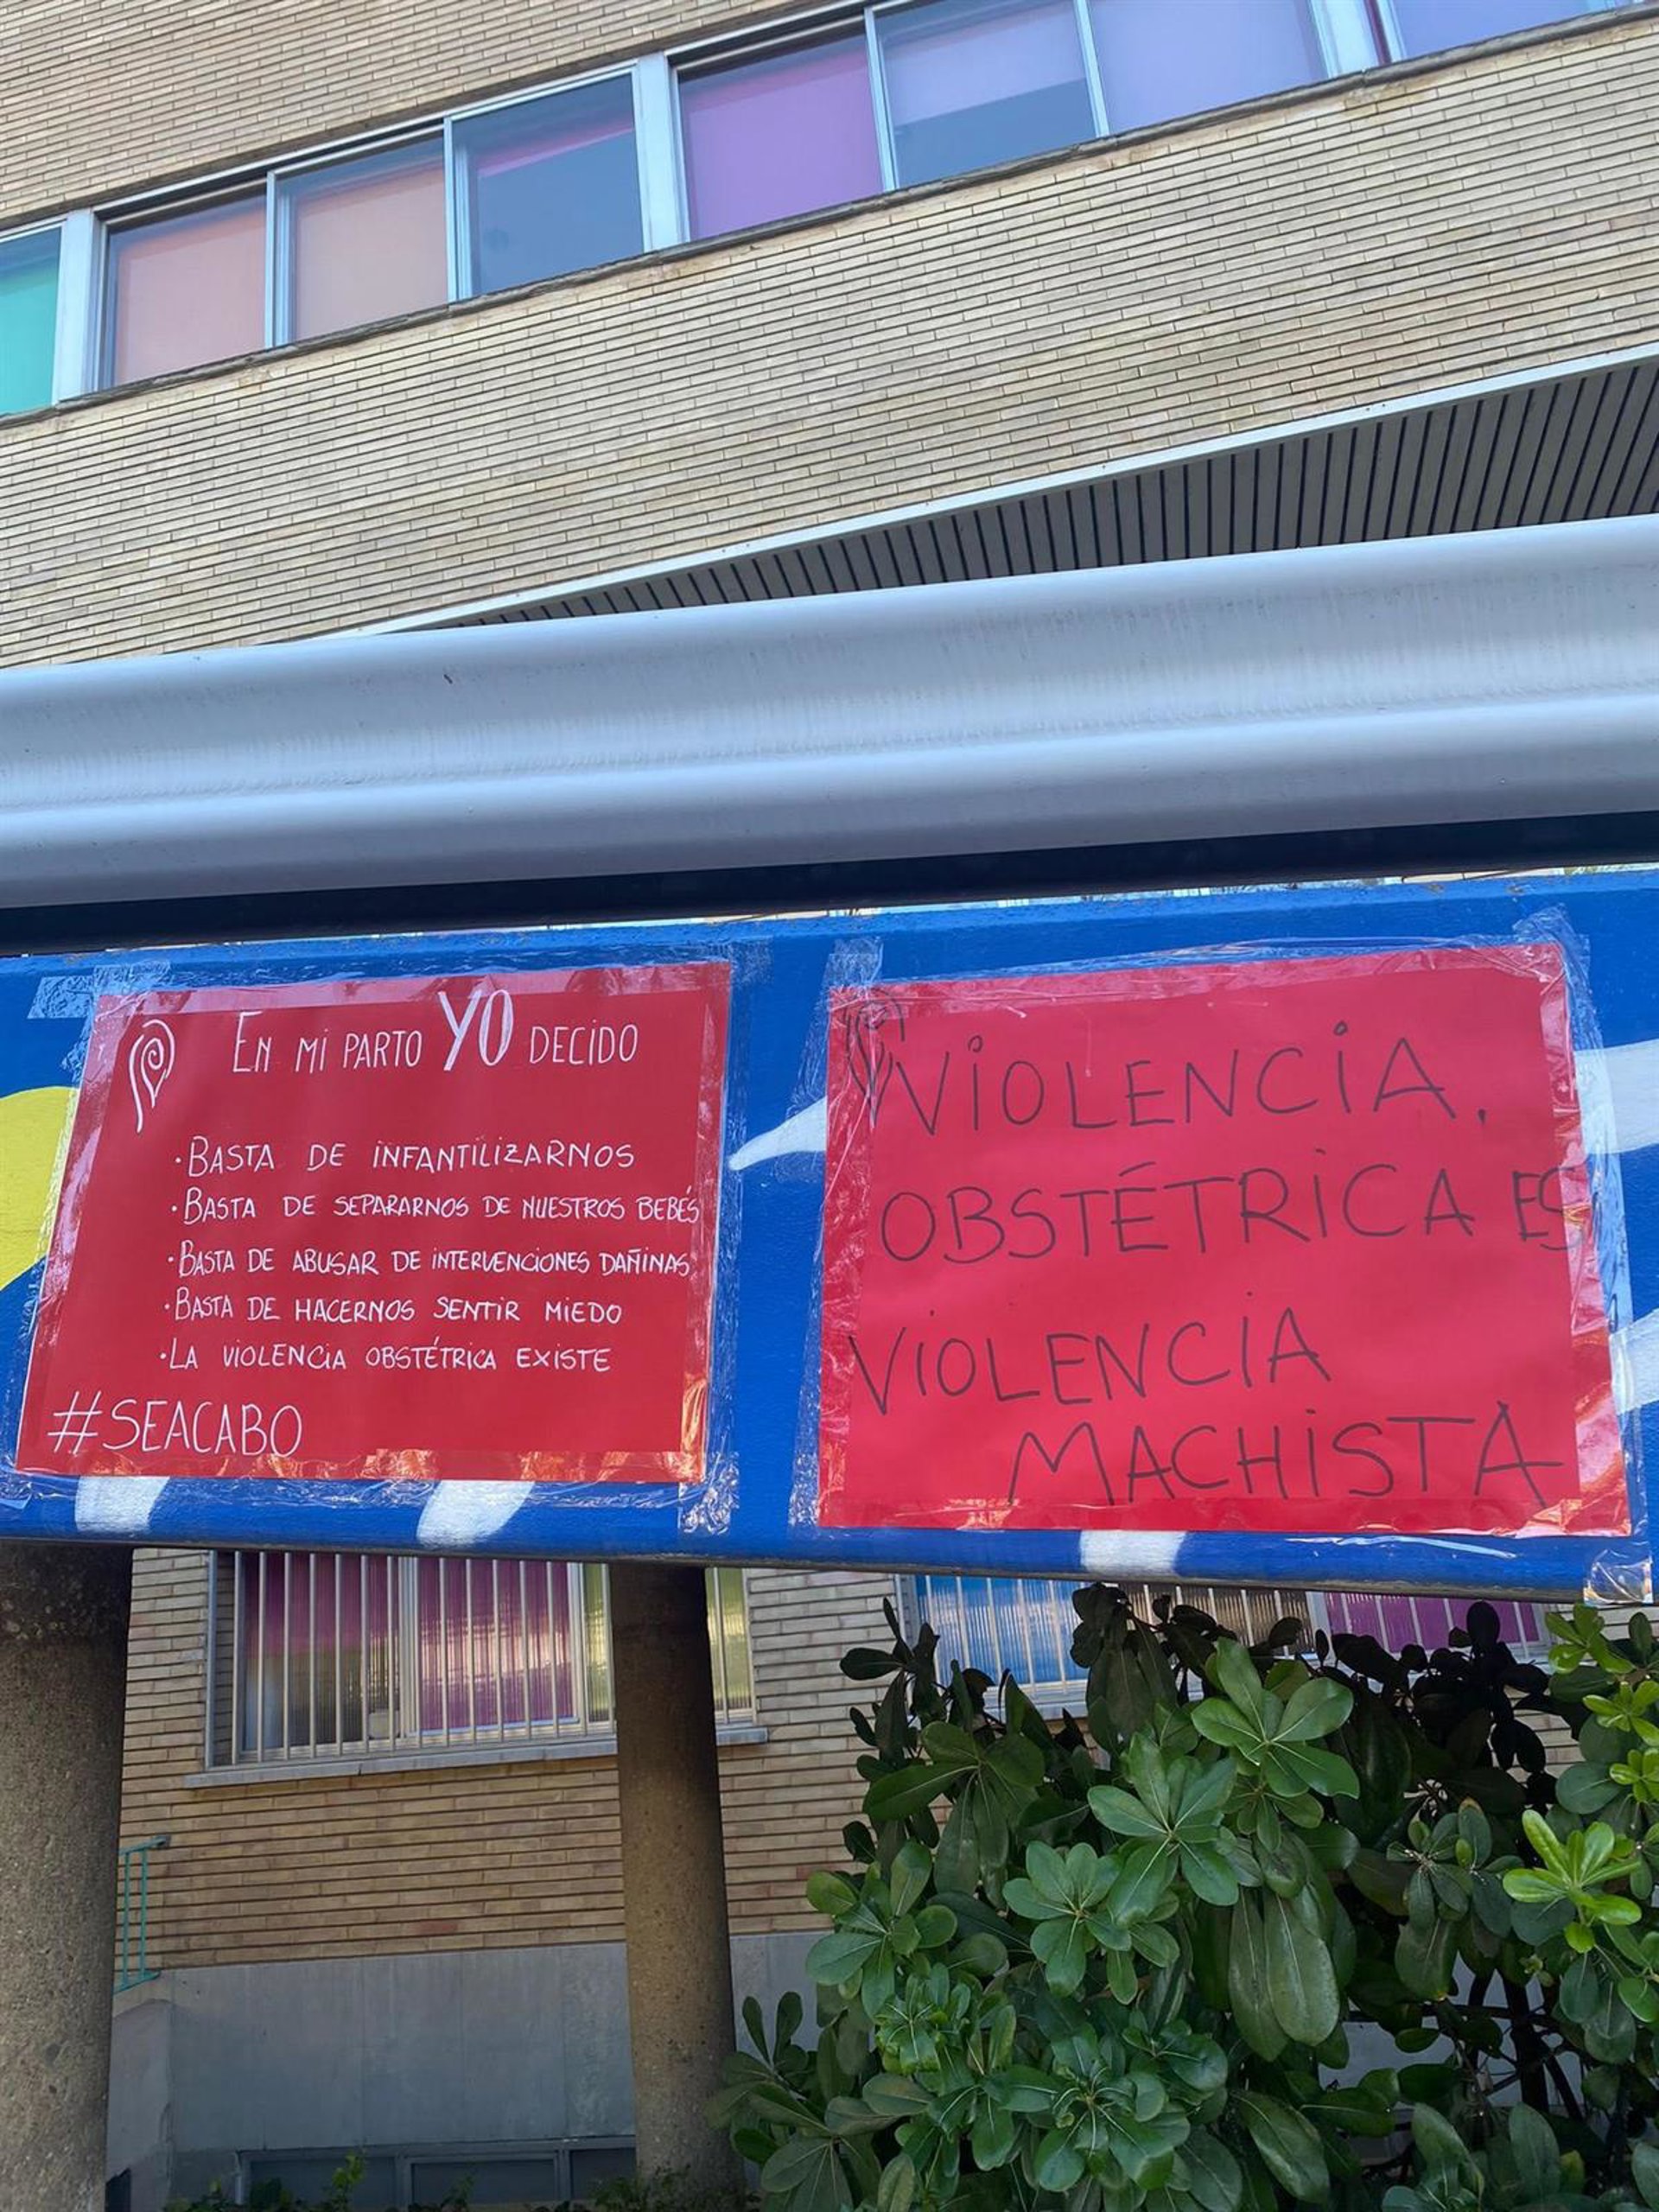 EN Mi PARTO YO DECiDO
·BASTA DE iNFANTiLiZARNOS
·BASTA DE SEPARARNOS DE NUESTROS BEBÉS
·BASTA DE ABUSAR DE iNTERVENCiONES DAÑiNAS
·BASTA DE HACERNOS SENTiR MiEDO
·LA ViOLENCiA OBSTÉTRiCA EXiSTE
#SEACABO
ViOLENCiA.
OBSTÉTRiCA ES
ViOLENCiA
MACHiSTA